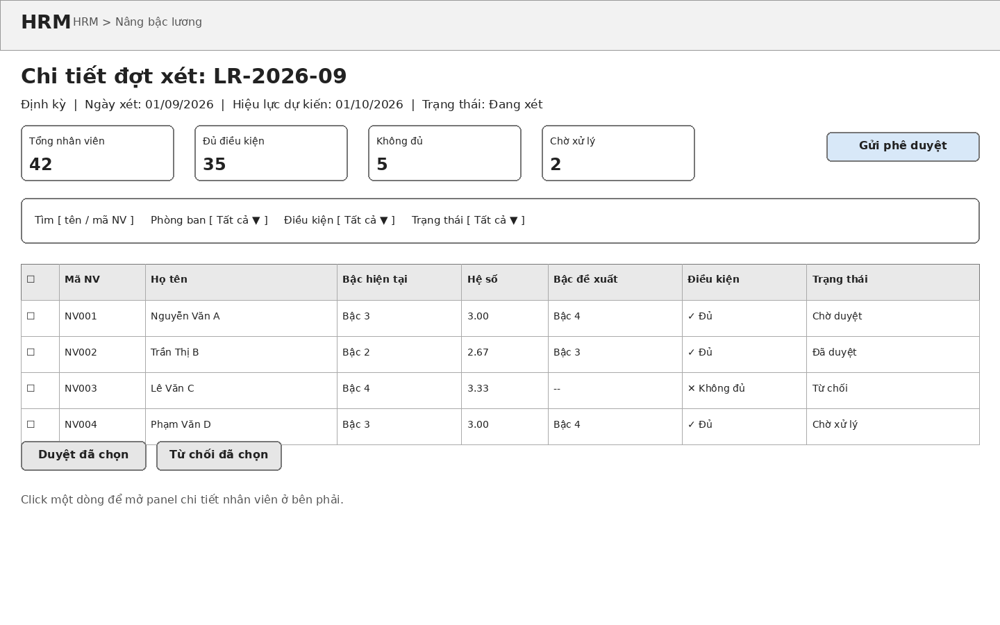 HRM HRM > Nâng bậc lương
Chi tiết đợt xét: LR-2026-09
Định kỳ | Ngày xét: 01/09/2026 | Hiệu lực dự kiến: 01/10/2026 | Trạng thái: Đang xét
Tổng nhân viên
42
Đủ điều kiện
35
Không đủ
5
Chờ xử lý
2
Gửi phê duyệt
Tìm [ tên / mã NV ] Phòng ban [ Tất cả ▼ ] Điều kiện [ Tất cả ▼ ] Trạng thái [ Tất cả ▼ ]
☐ Mã NV Họ tên Bậc hiện tại Hệ số Bậc đề xuất Điều kiện Trạng thái
☐ NV001 Nguyễn Văn A Bậc 3 3.00 Bậc 4 ✓ Đủ Chờ duyệt
☐ NV002 Trần Thị B Bậc 2 2.67 Bậc 3 ✓ Đủ Đã duyệt
☐ NV003 Lê Văn C Bậc 4 3.33 -- ✕ Không đủ Từ chối
☐ NV004 Phạm Văn D Bậc 3 3.00 Bậc 4 ✓ Đủ Chờ xử lý
Duyệt đã chọn Từ chối đã chọn
Click một dòng để mở panel chi tiết nhân viên ở bên phải.